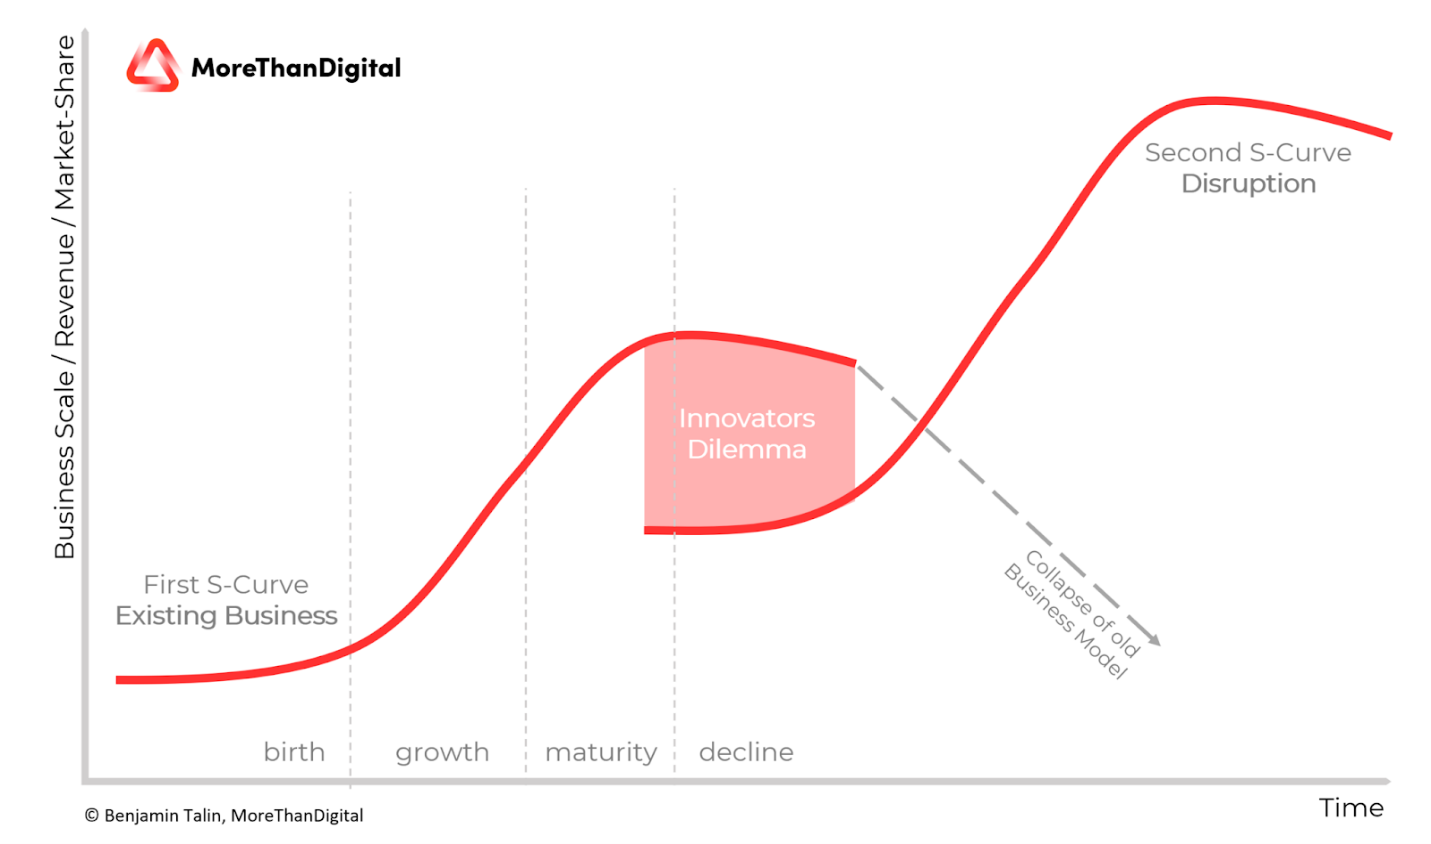 MoreThanDigital
Business Scale / Revenue / Market-Share
Second S-Curve
Disruption
Innovators
Dilemma
First S-Curve
Existing Business
Collapse of old
Business Model
birth
growth
maturity
decline
Time
© Benjamin Talin, MoreThanDigital